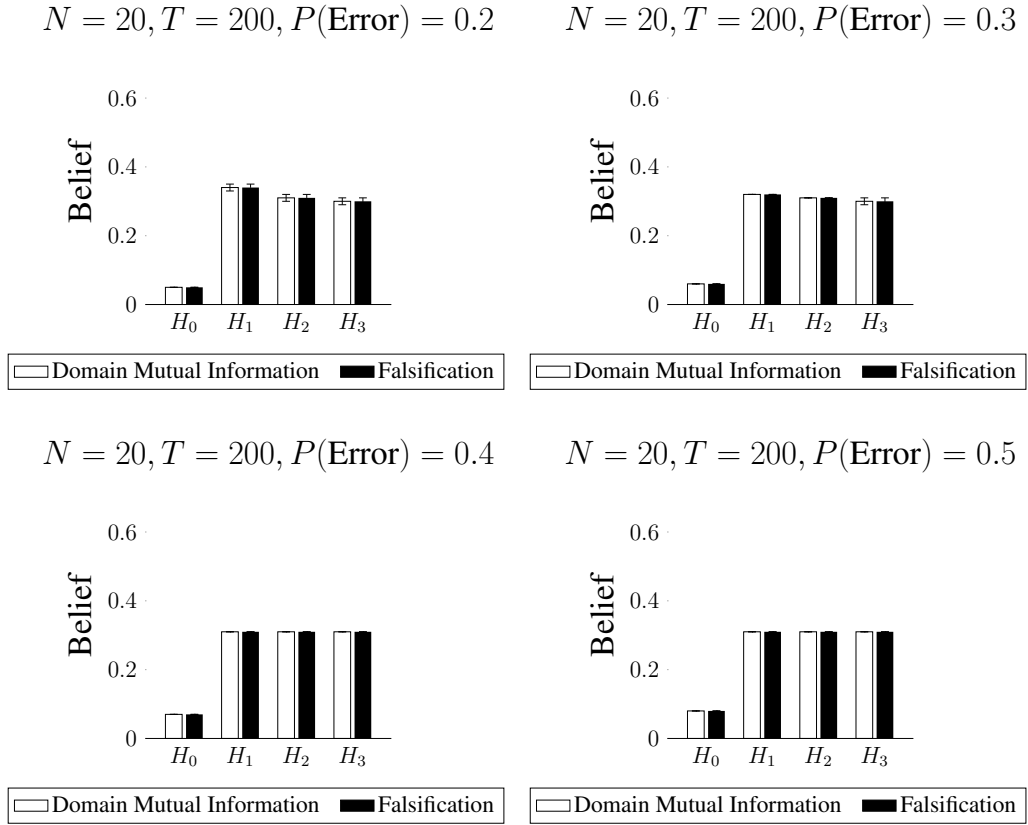 N = 20, T = 200, P(Error) = 0.2
0.6
0.4
0.2
0
Belief
H₀ H₁ H₂ H₃
Domain Mutual Information Falsification
N = 20, T = 200, P(Error) = 0.3
0.6
0.4
0.2
0
Belief
H₀ H₁ H₂ H₃
Domain Mutual Information Falsification
N = 20, T = 200, P(Error) = 0.4
0.6
0.4
0.2
0
Belief
H₀ H₁ H₂ H₃
Domain Mutual Information Falsification
N = 20, T = 200, P(Error) = 0.5
0.6
0.4
0.2
0
Belief
H₀ H₁ H₂ H₃
Domain Mutual Information Falsification